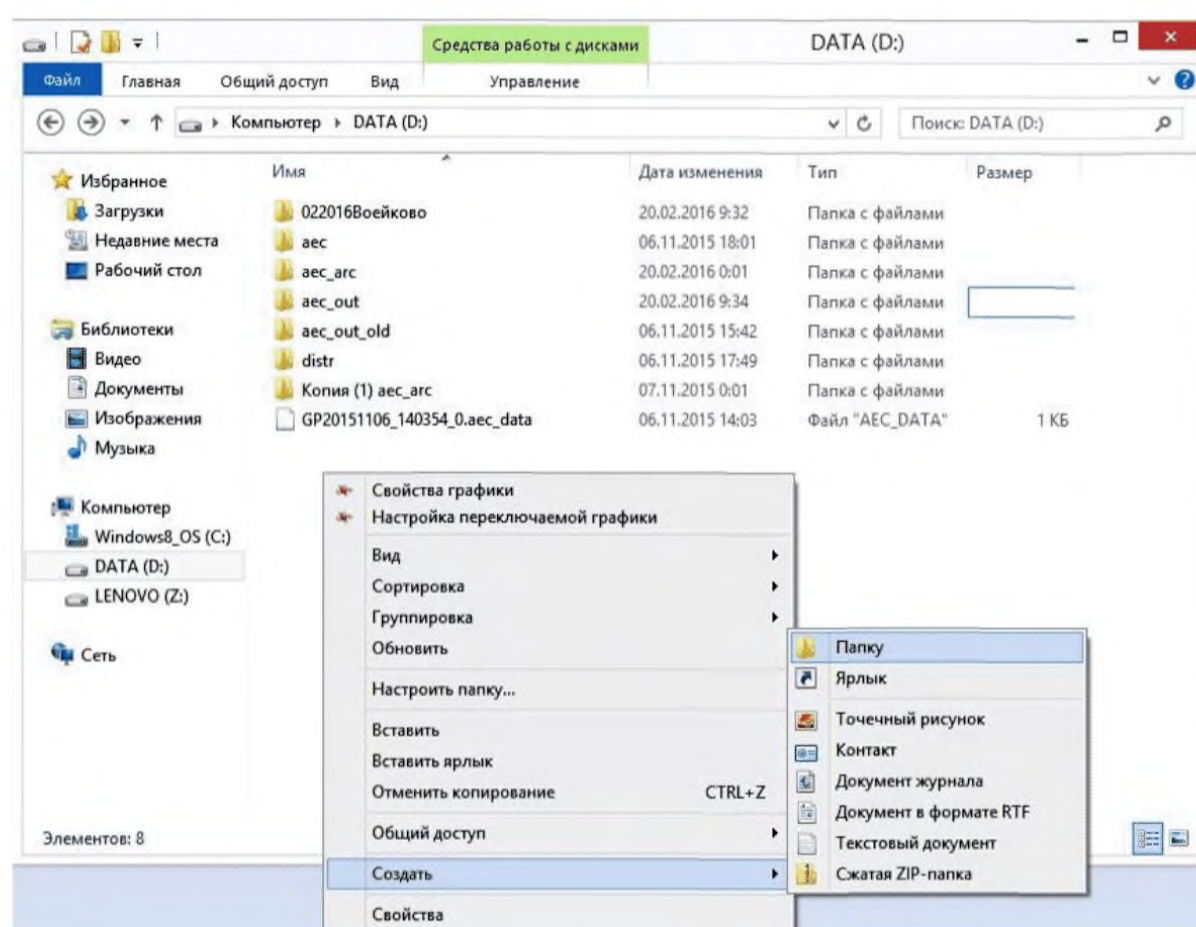 Средства работы с дисками
DATA (D:)
Файл Главная Общий доступ Вид Управление
Компьютер DATA (D:)
Поиск: DATA (D:)
Имя Дата изменения Тип Размер
Избранное
Загрузки
Недавние места
Рабочий стол
Библиотеки
Видео
Документы
Изображения
Музыка
Компьютер
Windows8_OS (C:)
DATA (D:)
LENOVO (Z:)
Сеть
022016Воейково 20.02.2016 9:32 Папка с файлами
aec 06.11.2015 18:01 Папка с файлами
aec_arc 20.02.2016 0:01 Папка с файлами
aec_out 20.02.2016 9:34 Папка с файлами
aec_out_old 06.11.2015 15:42 Папка с файлами
distr 06.11.2015 17:49 Папка с файлами
Копия (1) aec_arc 07.11.2015 0:01 Папка с файлами
GP20151106_140354_0.aec_data 06.11.2015 14:03 Файл "AEC_DATA" 1 КБ
Свойства графики
Настройка переключаемой графики
Вид
Сортировка
Группировка
Обновить
Настроить папку...
Вставить
Вставить ярлык
Отменить копирование CTRL+Z
Общий доступ
Создать
Свойства
Папку
Ярлык
Точечный рисунок
Контакт
Документ журнала
Документ в формате RTF
Текстовый документ
Сжатая ZIP-папка
Элементов: 8